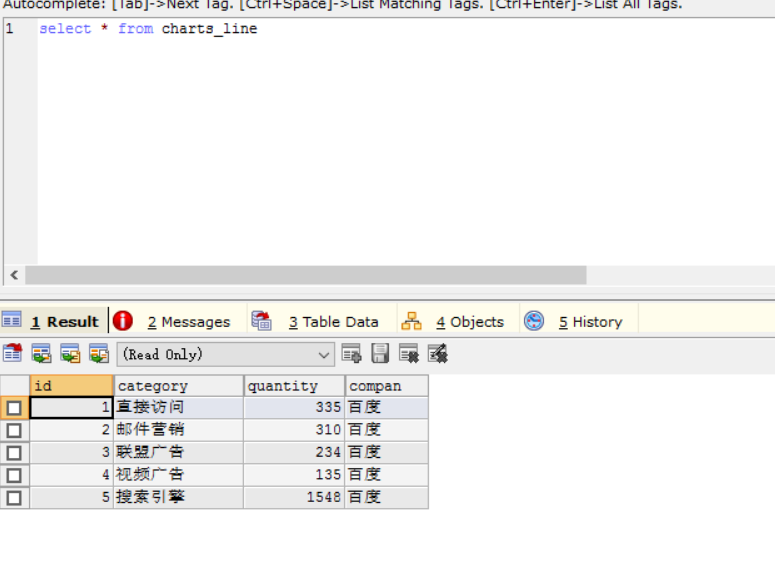 Autocomplete: [Tab]->Next Tag. [Ctrl+Space]->List Matching Tags. [Ctrl+Enter]->List All Tags.
1 select * from charts_line
1 Result 2 Messages 3 Table Data 4 Objects 5 History
(Read Only)
id category quantity compan
1 直接访问 335 百度
2 邮件营销 310 百度
3 联盟广告 234 百度
4 视频广告 135 百度
5 搜索引擎 1548 百度